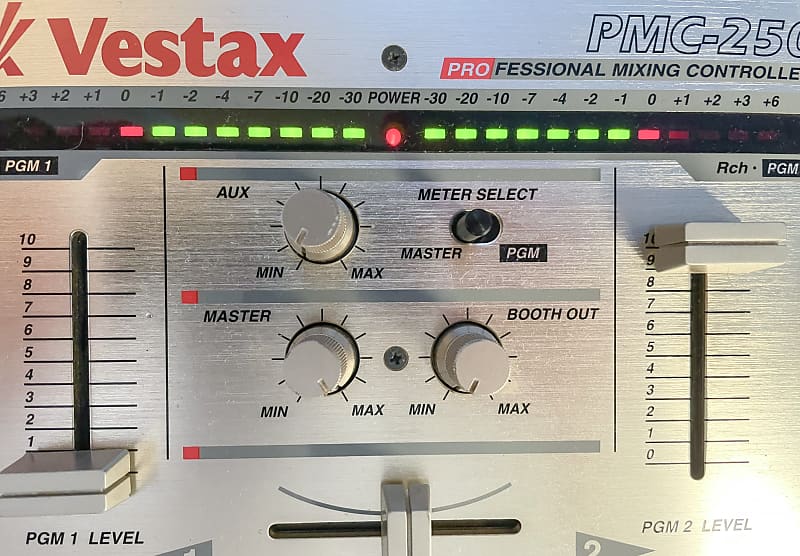 Vestax
PMC-250
PROFESSIONAL MIXING CONTROLLE
6 +3 +2 +1 0 -1 -2 -4 -7 -10 -20 -30 POWER -30 -20 -10 -7 -4 -2 -1 0 +1 +2 +3 +6
PGM 1
Rch · PGM
AUX
METER SELECT
MIN MAX
MASTER PGM
10
9
8
7
6
5
4
3
2
1
MASTER
BOOTH OUT
MIN MAX
MIN MAX
10
9
8
7
6
5
4
3
2
1
0
PGM 1 LEVEL
PGM 2 LEVEL
1
2